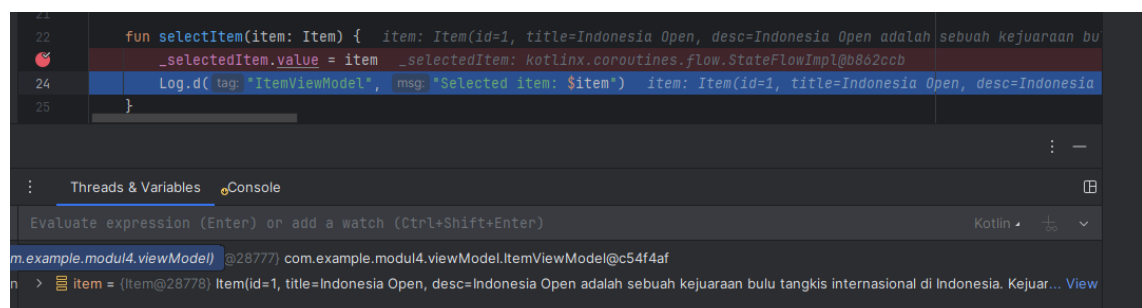 21
22 fun selectItem(item: Item) { item: Item(id=1, title=Indonesia Open, desc=Indonesia Open adalah sebuah kejuaraan bu
_selectedItem.value = item _selectedItem: kotlinx.coroutines.flow.StateFlowImpl@b862ccb
24 Log.d( tag: "ItemViewModel", msg: "Selected item: $item") item: Item(id=1, title=Indonesia Open, desc=Indonesia
25 }
Threads & Variables Console
Evaluate expression (Enter) or add a watch (Ctrl+Shift+Enter) Kotlin
m.example.modul4.viewModel) @28777} com.example.modul4.viewModel.ItemViewModel@c54f4af
n > item = {Item@28778} Item(id=1, title=Indonesia Open, desc=Indonesia Open adalah sebuah kejuaraan bulu tangkis internasional di Indonesia. Kejuar... View